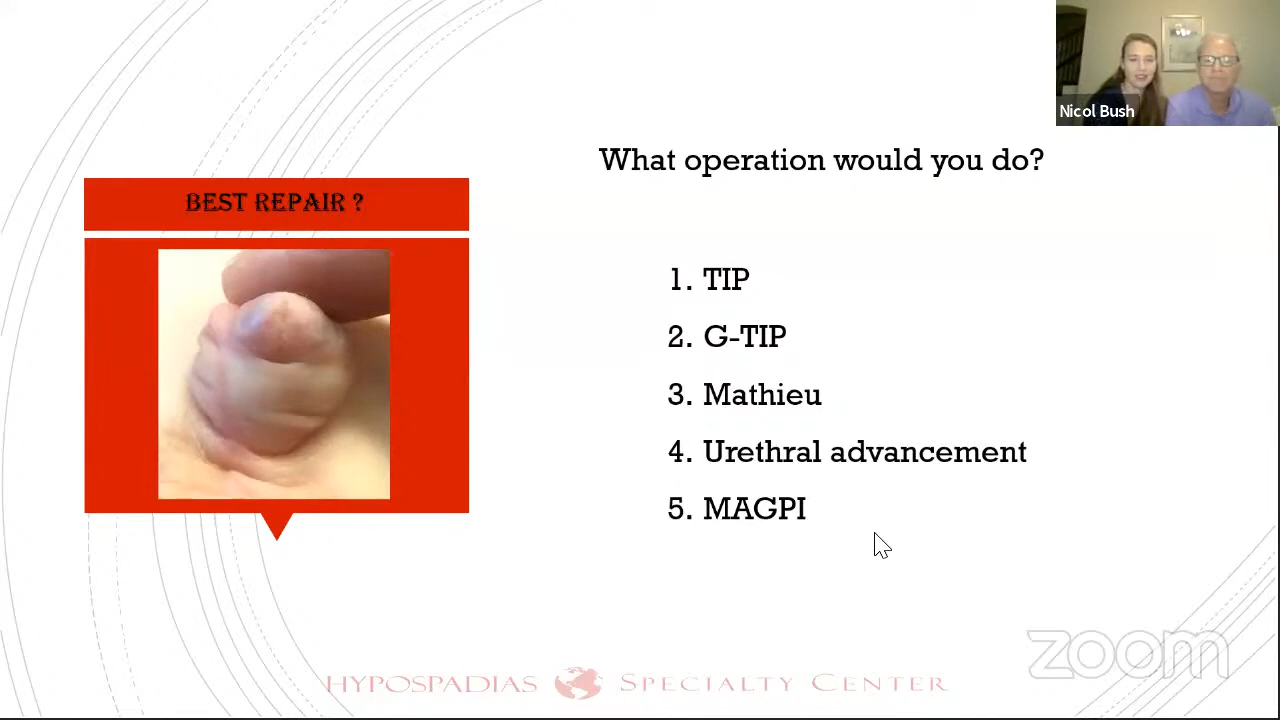 Nicol Bush
What operation would you do?
BEST REPAIR ?
1. TIP
2. G-TIP
3. Mathieu
4. Urethral advancement
5. MAGPI
zoom
HYPOSPADIAS SPECIALTY CENTER